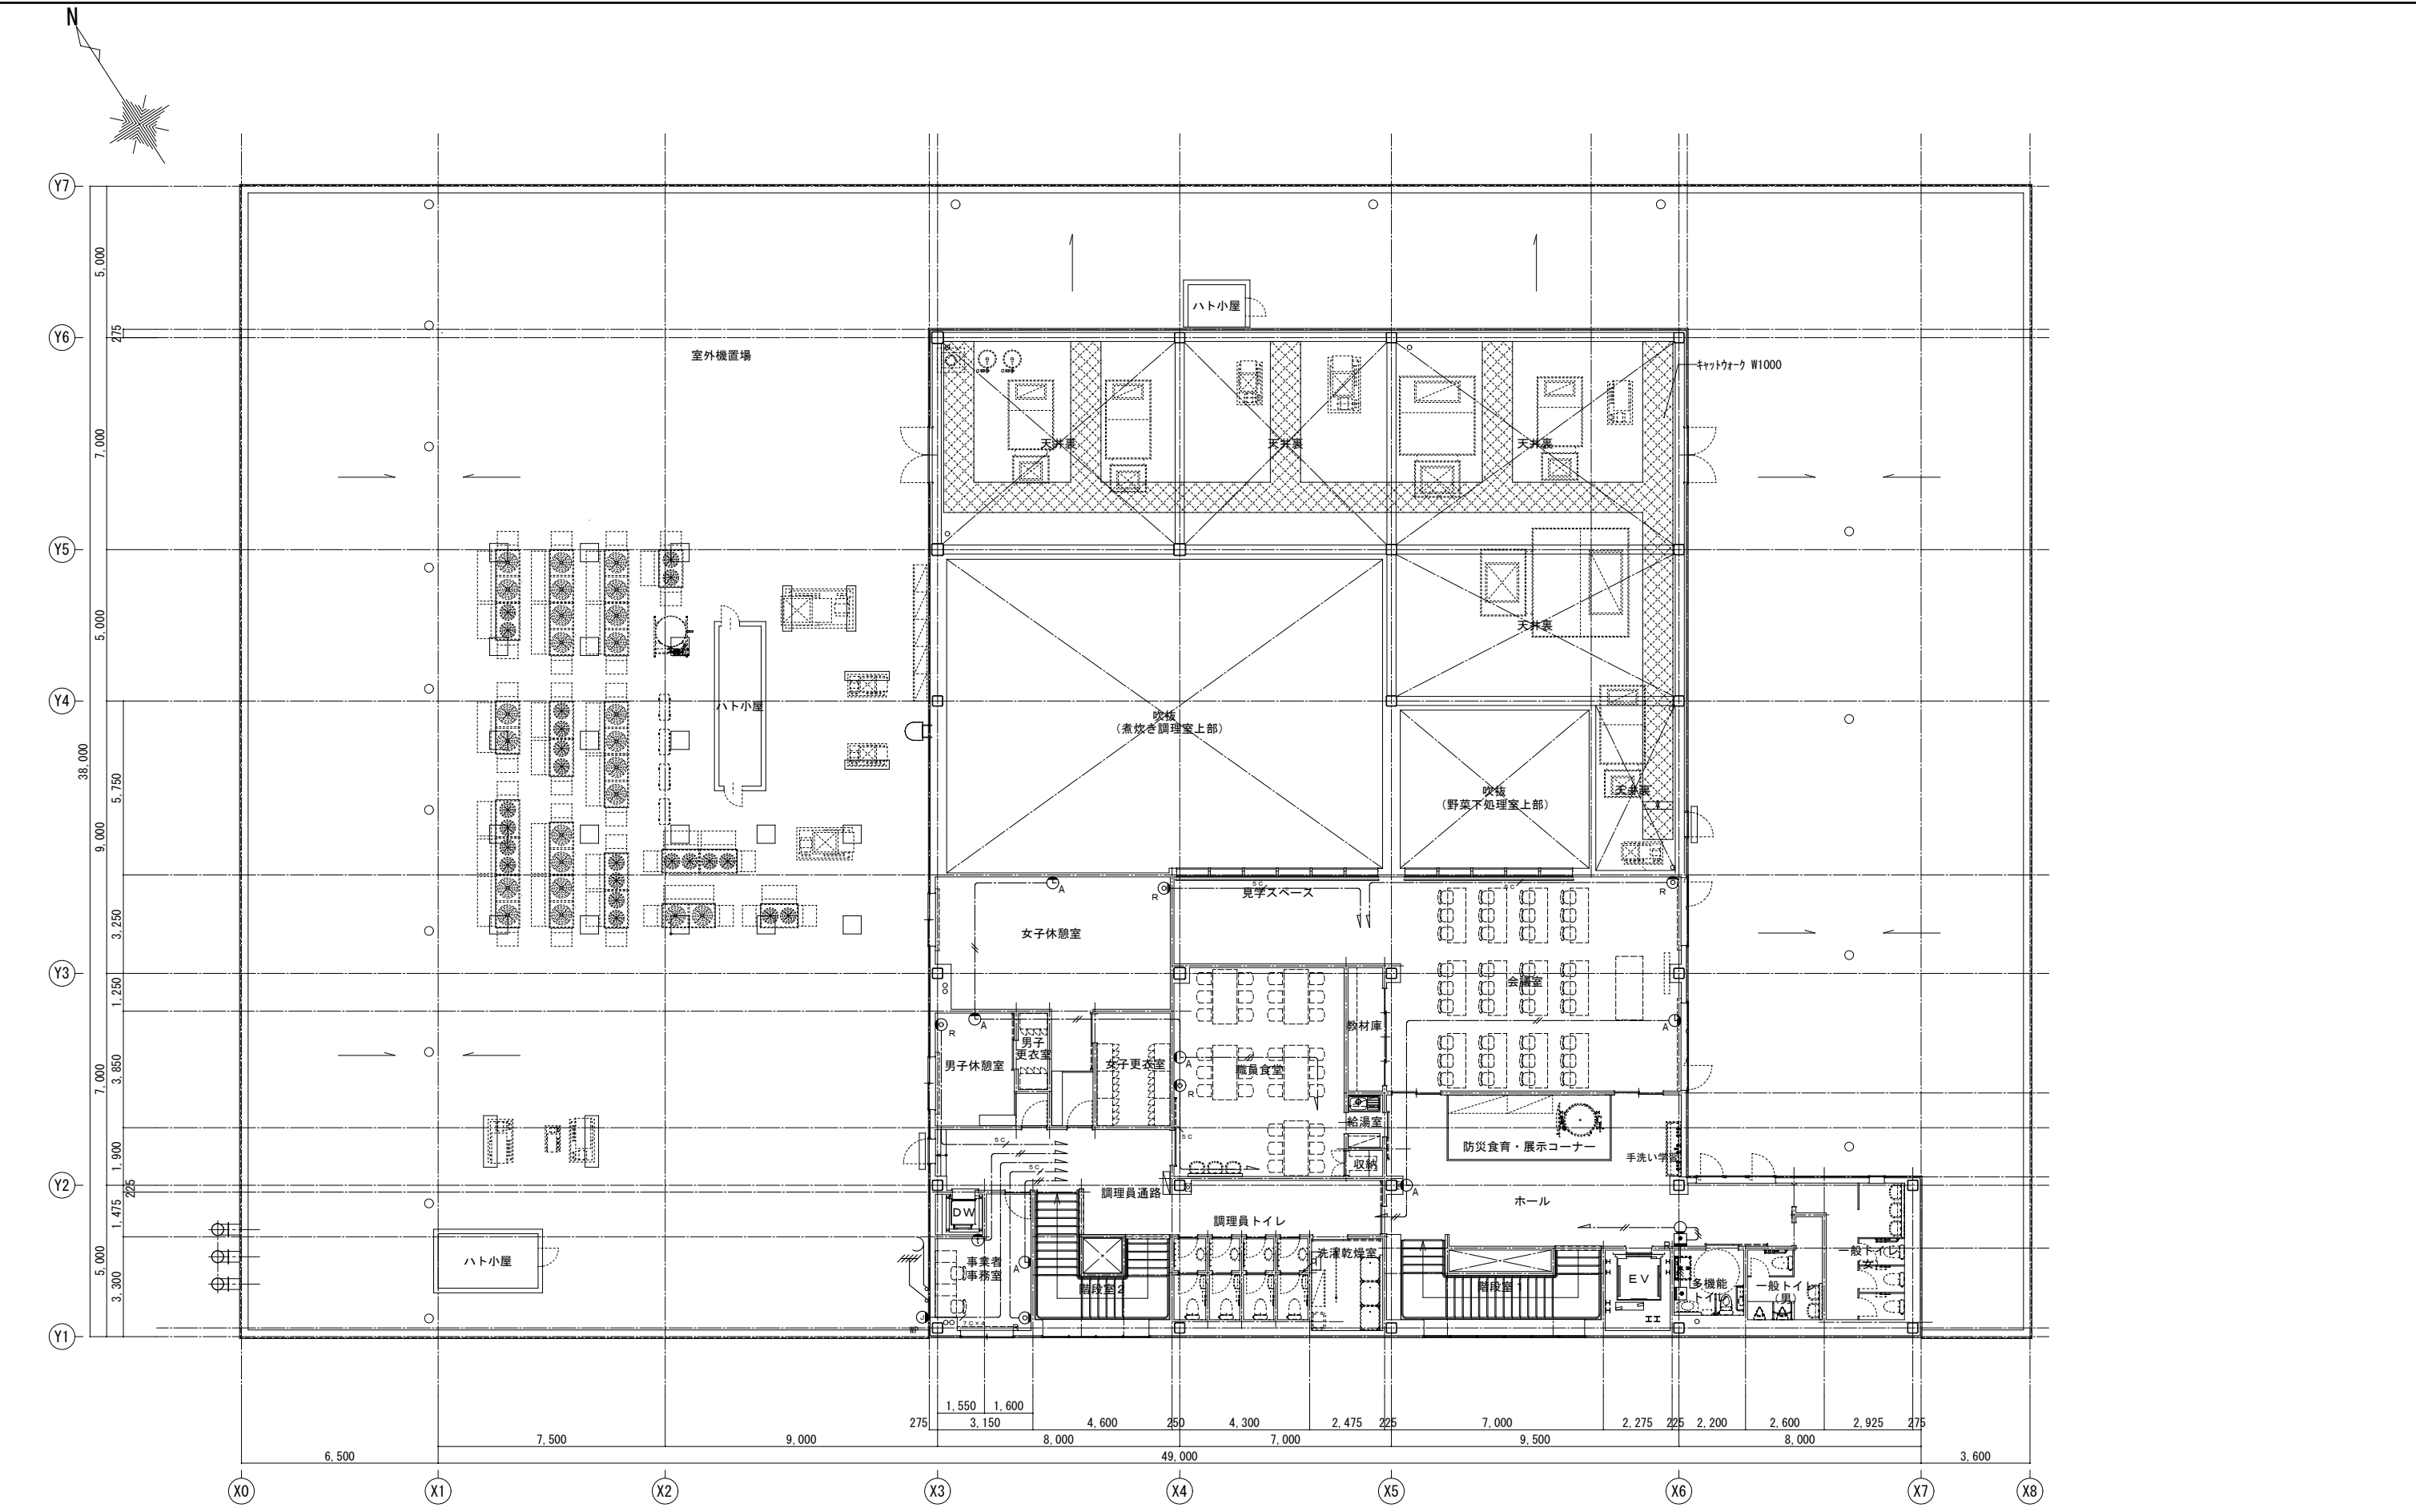 N
Y7
5,000
Y6
275
室外機置場
ハト小屋
キャットウォーク W1000
7,000
天井裏
天井裏
天井裏
Y5
5,000
天井裏
Y4
ハト小屋
吹抜
(煮炊き調理室上部)
38,000
5,750
9,000
吹抜
(野菜下処理室上部)
天井裏
5C
5C
A
R
見学スペース
R
3,250
女子休憩室
Y3
会議室
1,250
A
R
教材庫
A
男子
更衣室
男子休憩室
女子更衣室
A
職員食堂
R
7,000
3,850
給湯室
5C
5C
防災食育・展示コーナー
手洗い学習
1,900
収納
5C
Y2
225
調理員通路
A
ホール
1,475
DW
調理員トイレ
R
ハト小屋
事業者
事務室
A
洗濯乾燥室
一般トイレ
(女)
5,000
3,300
階段室2
階段室1
EV
多機能
トイレ
一般トイレ
(男)
J
WP
7C×4
R
Y1
1,550
1,600
275
3,150
4,600
250
4,300
2,475
225
7,000
2,275
225
2,200
2,600
2,925
275
7,500
9,000
8,000
7,000
9,500
8,000
6,500
49,000
3,600
X0
X1
X2
X3
X4
X5
X6
X7
X8